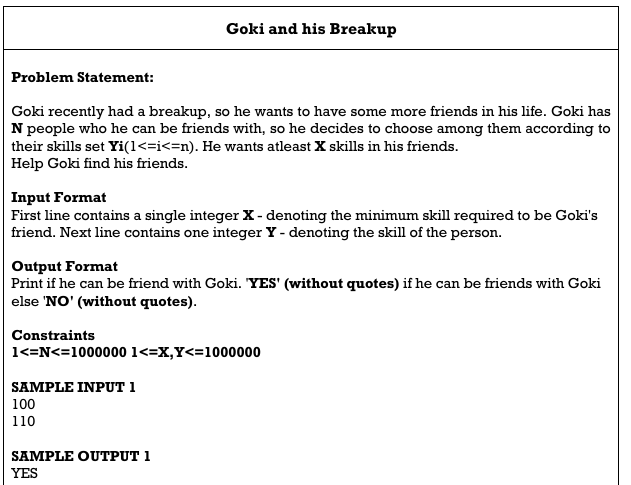 Goki and his Breakup
Problem Statement:
Goki recently had a breakup, so he wants to have some more friends in his life. Goki has
N people who he can be friends with, so he decides to choose among them according to
their skills set Yi(1<=i<=n). He wants atleast X skills in his friends.
Help Goki find his friends.
Input Format
First line contains a single integer X - denoting the minimum skill required to be Goki's
friend. Next line contains one integer Y - denoting the skill of the person.
Output Format
Print if he can be friend with Goki. 'YES' (without quotes) if he can be friends with Goki
else 'NO' (without quotes).
Constraints
1<=N<=1000000 1<=X,Y<=1000000
SAMPLE INPUT 1
100
110
SAMPLE OUTPUT 1
YES